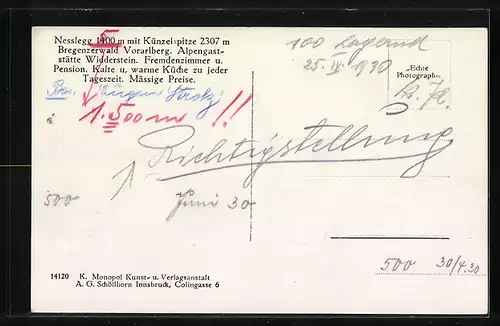 Nesslegg 1400 m mit Künzelspitze 2307 m
Bregenzerwald Vorarlberg. Alpengast-
stätte Widderstein. Fremdenzimmer u.
Pension. Kalte u. warme Küche zu jeder
Tageszeit. Mässige Preise.
5
1.500 m !!
Richtigstellung
100 lagernd
25. IV. 1930
„Echte
Photographie
500 Juni 30
500 30/4.30
14120 K. Monopol Kunst- u. Verlagsanstalt
A. G. Schöllhorn Innsbruck, Colingasse 6